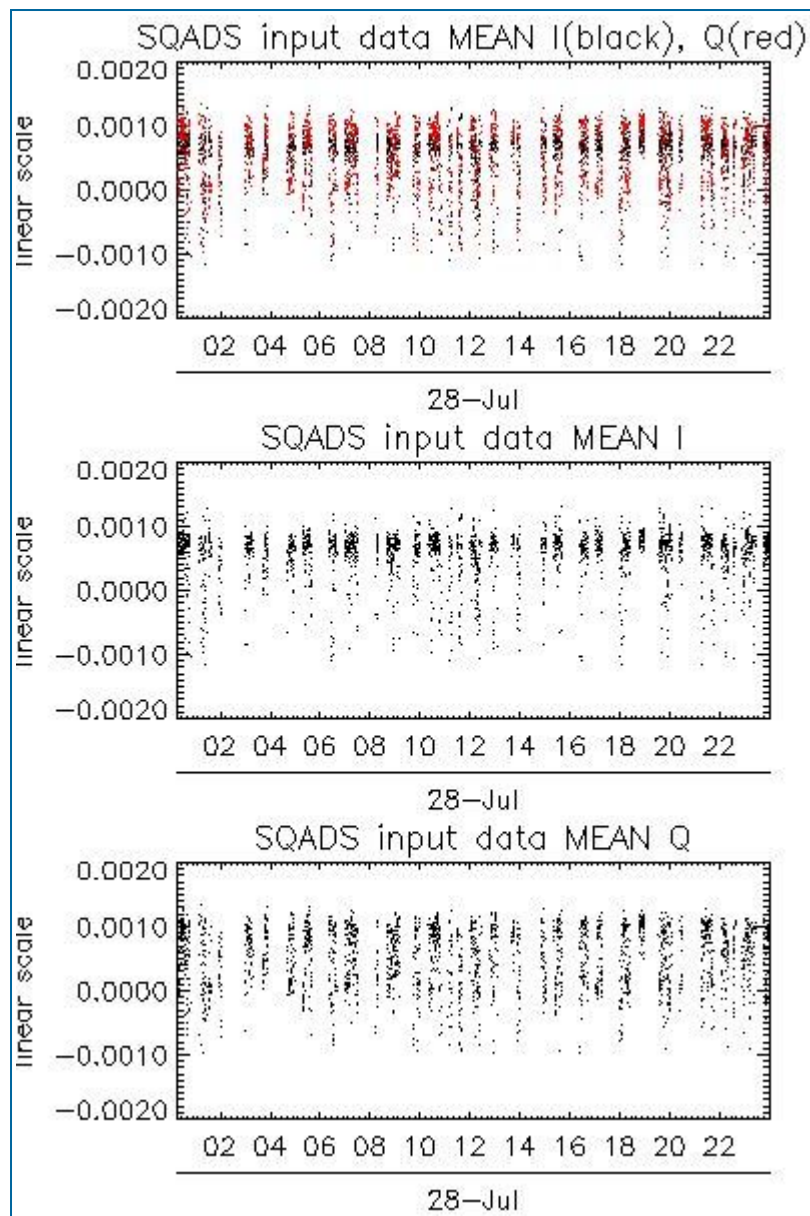 SQADS input data MEAN I(black), Q(red)
0.0020
0.0010
0.0000
−0.0010
−0.0020
linear scale
02 04 06 08 10 12 14 16 18 20 22
28−Jul
SQADS input data MEAN I
0.0020
0.0010
0.0000
−0.0010
−0.0020
linear scale
02 04 06 08 10 12 14 16 18 20 22
28−Jul
SQADS input data MEAN Q
0.0020
0.0010
0.0000
−0.0010
−0.0020
linear scale
02 04 06 08 10 12 14 16 18 20 22
28−Jul